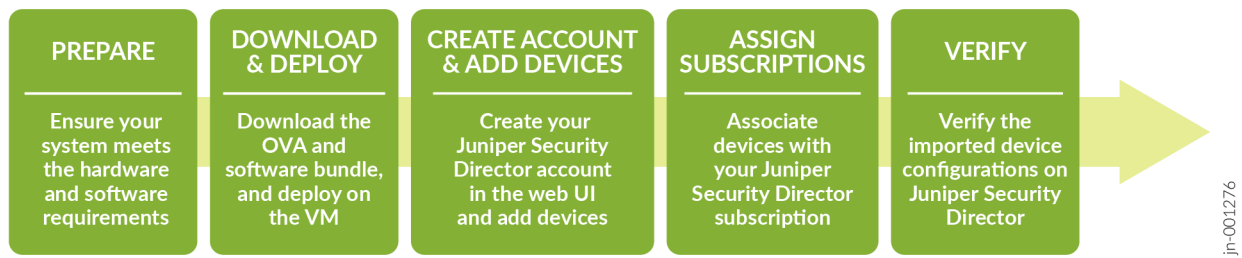 PREPARE
Ensure your
system meets
the hardware
and software
requirements
DOWNLOAD
& DEPLOY
Download the
OVA and
software bundle,
and deploy on
the VM
CREATE ACCOUNT
& ADD DEVICES
Create your
Juniper Security
Director account
in the web UI
and add devices
ASSIGN
SUBSCRIPTIONS
Associate
devices with
your Juniper
Security Director
subscription
VERIFY
Verify the
imported device
configurations on
Juniper Security
Director
jn-001276